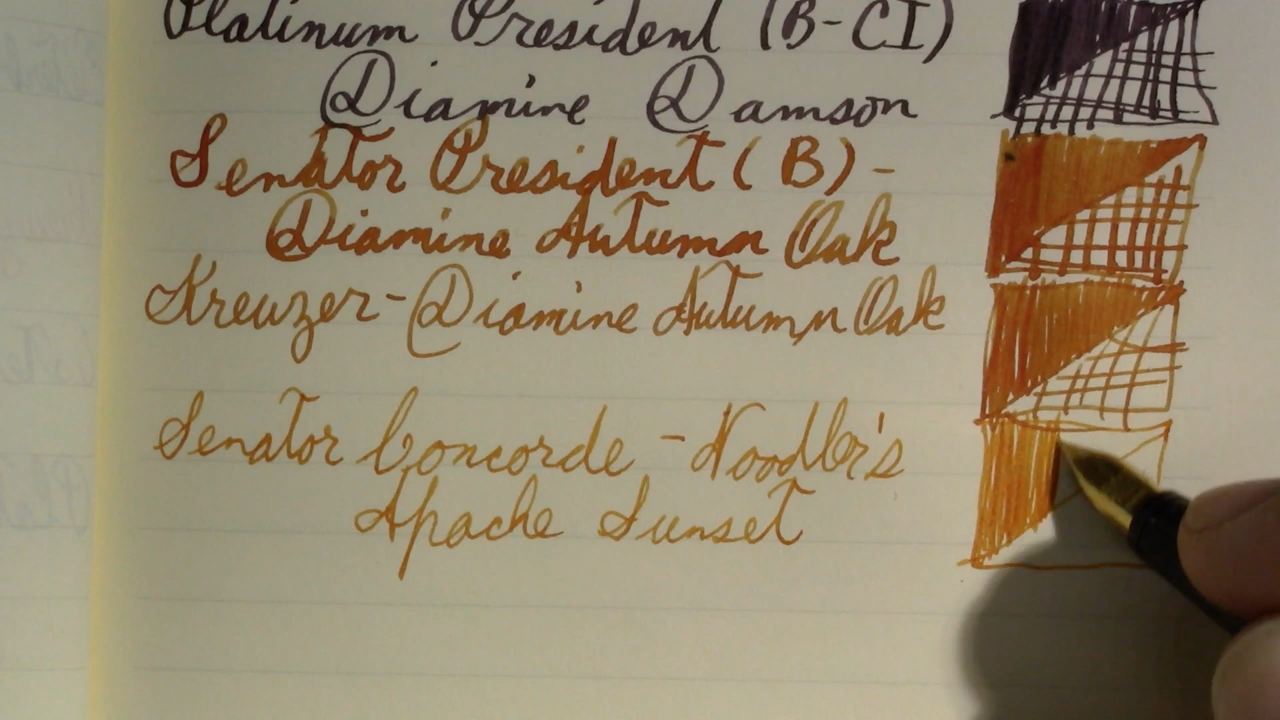 Platinum President (B-CI)
Diamine Damson
Senator President (B) -
Diamine Autumn Oak
Kreuzer - Diamine Autumn Oak
Senator Concorde - Noodler's
Apache Sunset